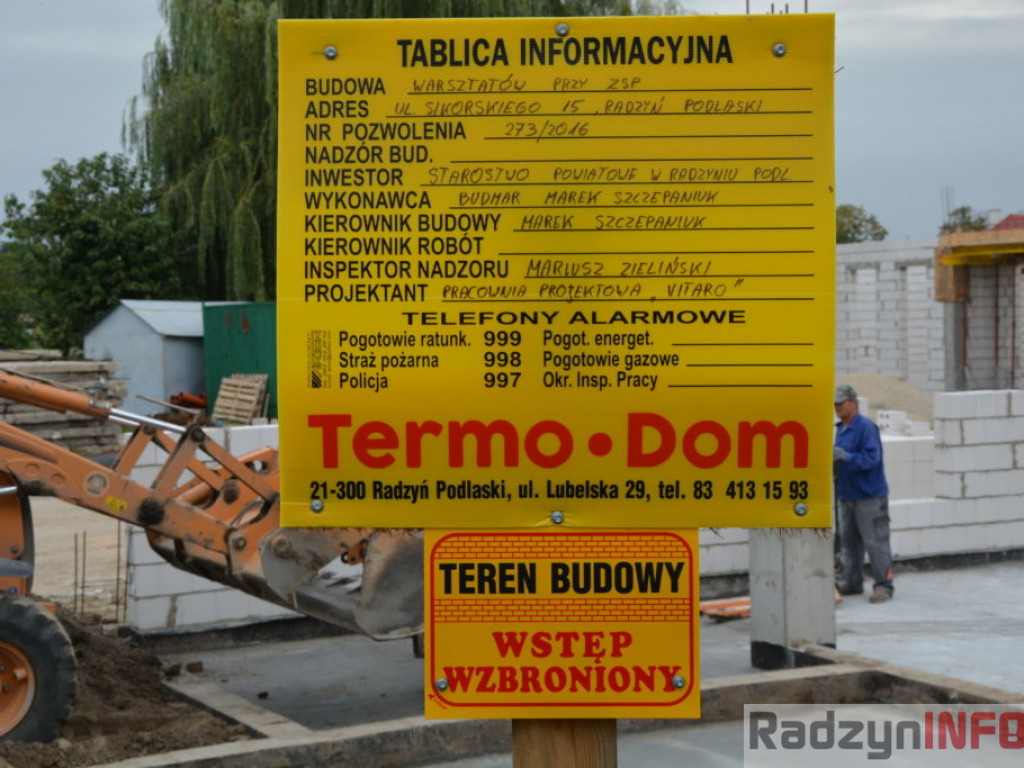 TABLICA INFORMACYJNA
BUDOWA WARSZTATÓW PRZY ZSP
ADRES UL. SIKORSKIEGO 15, RADZYŃ PODLASKI
NR POZWOLENIA 273/2016
NADZÓR BUD.
INWESTOR STAROSTWO POWIATOWE W RADZYNIU PODL.
WYKONAWCA BUDMAR MAREK SZCZEPANIUK
KIEROWNIK BUDOWY MAREK SZCZEPANIUK
KIEROWNIK ROBÓT
INSPEKTOR NADZORU MARIUSZ ZIELIŃSKI
PROJEKTANT PRACOWNIA PROJEKTOWA „VITARO"
TELEFONY ALARMOWE
Pogotowie ratunk. 999 Pogot. energet.
Straż pożarna 998 Pogotowie gazowe
Policja 997 Okr. Insp. Pracy
Termo•Dom
21-300 Radzyń Podlaski, ul. Lubelska 29, tel. 83 413 15 93
TEREN BUDOWY
WSTĘP
WZBRONIONY
RadzynINFO